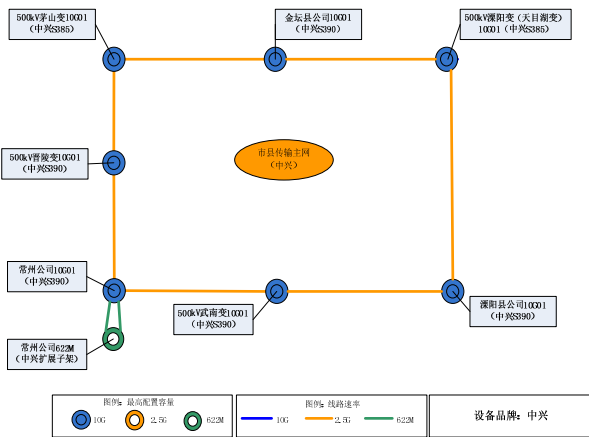 500kV茅山变10G01
（中兴S385）
金坛县公司10G01
（中兴S390）
500kV溧阳变（天目湖变）
10G01（中兴S385）
500kV晋陵变10G01
（中兴S390）
市县传输主网
（中兴）
常州公司10G01
（中兴S390）
500kV武南变10G01
（中兴S390）
溧阳县公司10G01
（中兴S390）
常州公司622M
（中兴扩展子架）
图例：最高配置容量
10G 2.5G 622M
图例：线路速率
10G 2.5G 622M
设备品牌：中兴